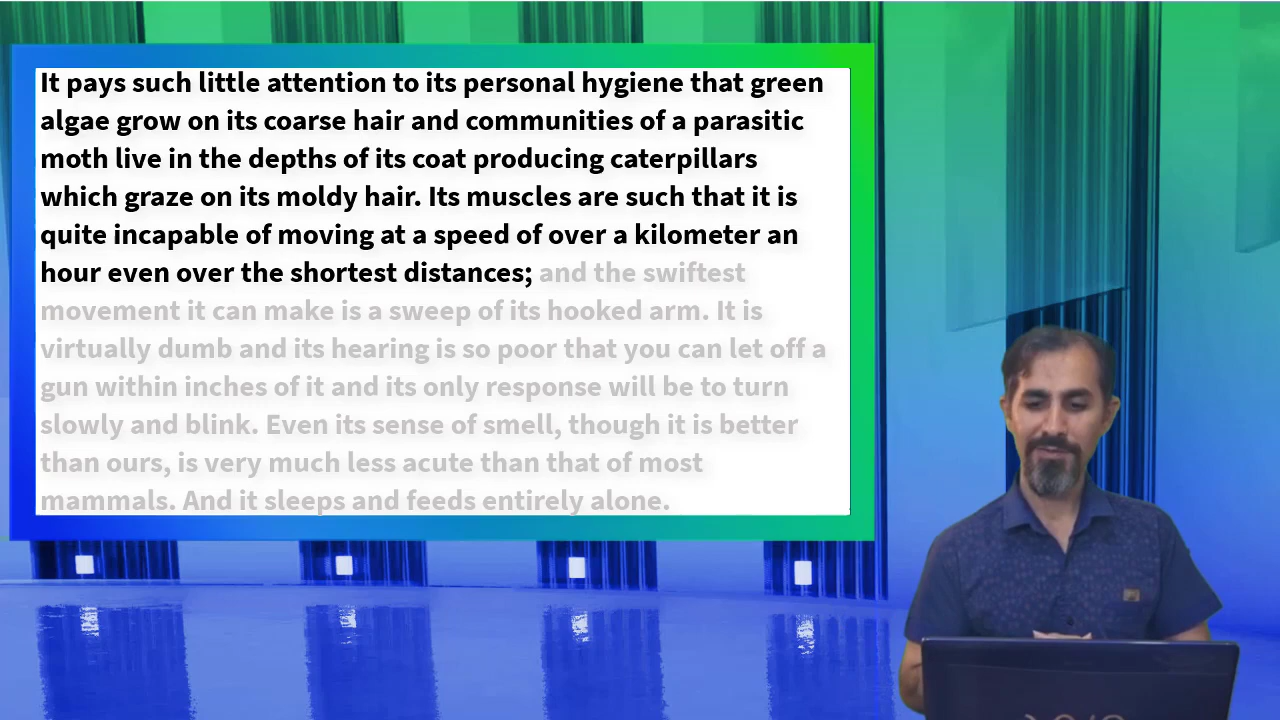 It pays such little attention to its personal hygiene that green
algae grow on its coarse hair and communities of a parasitic
moth live in the depths of its coat producing caterpillars
which graze on its moldy hair. Its muscles are such that it is
quite incapable of moving at a speed of over a kilometer an
hour even over the shortest distances; and the swiftest
movement it can make is a sweep of its hooked arm. It is
virtually dumb and its hearing is so poor that you can let off a
gun within inches of it and its only response will be to turn
slowly and blink. Even its sense of smell, though it is better
than ours, is very much less acute than that of most
mammals. And it sleeps and feeds entirely alone.